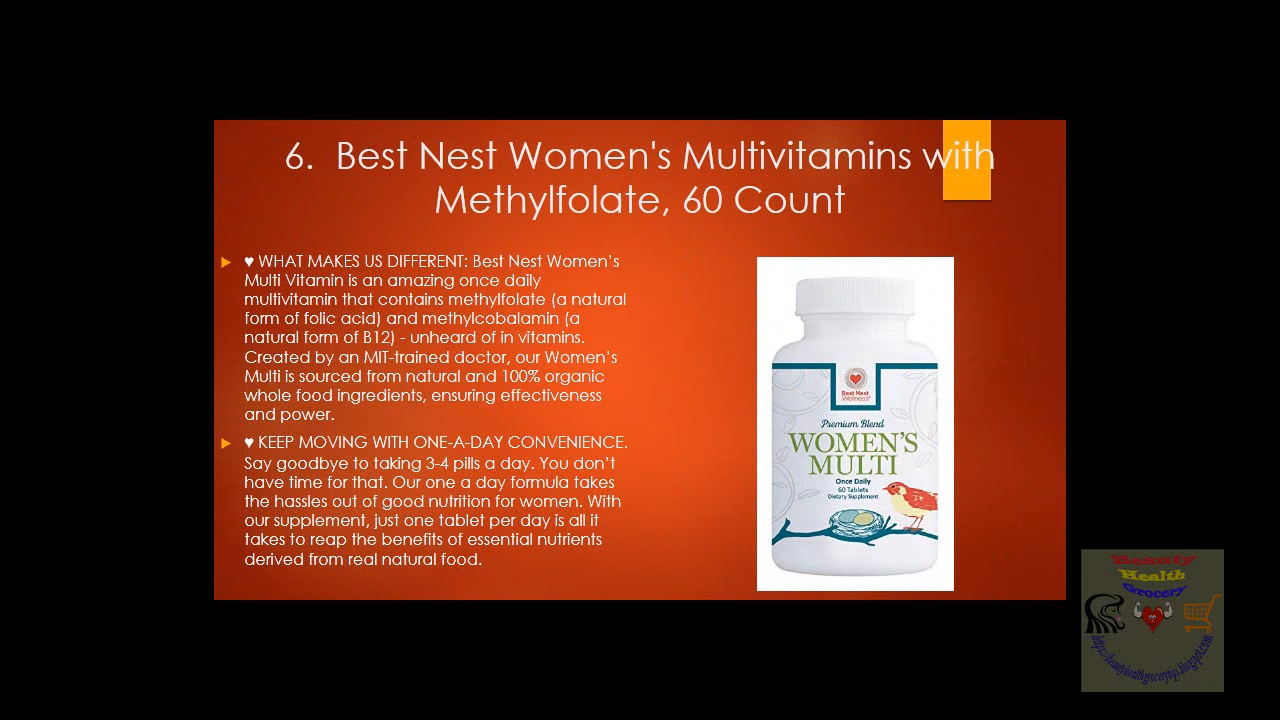 6. Best Nest Women's Multivitamins with
Methylfolate, 60 Count
♥ WHAT MAKES US DIFFERENT: Best Nest Women’s
Multi Vitamin is an amazing once daily
multivitamin that contains methylfolate (a natural
form of folic acid) and methylcobalamin (a
natural form of B12) - unheard of in vitamins.
Created by an MIT-trained doctor, our Women’s
Multi is sourced from natural and 100% organic
whole food ingredients, ensuring effectiveness
and power.
♥ KEEP MOVING WITH ONE-A-DAY CONVENIENCE.
Say goodbye to taking 3-4 pills a day. You don’t
have time for that. Our one a day formula takes
the hassles out of good nutrition for women. With
our supplement, just one tablet per day is all it
takes to reap the benefits of essential nutrients
derived from real natural food.
Best Nest
Wellness®
Premium Blend
WOMEN’S
MULTI
Once Daily
60 Tablets
Dietary Supplement
Beauty
Health
Grocery
https://beautyhealthgrocerytips.blogspot.com